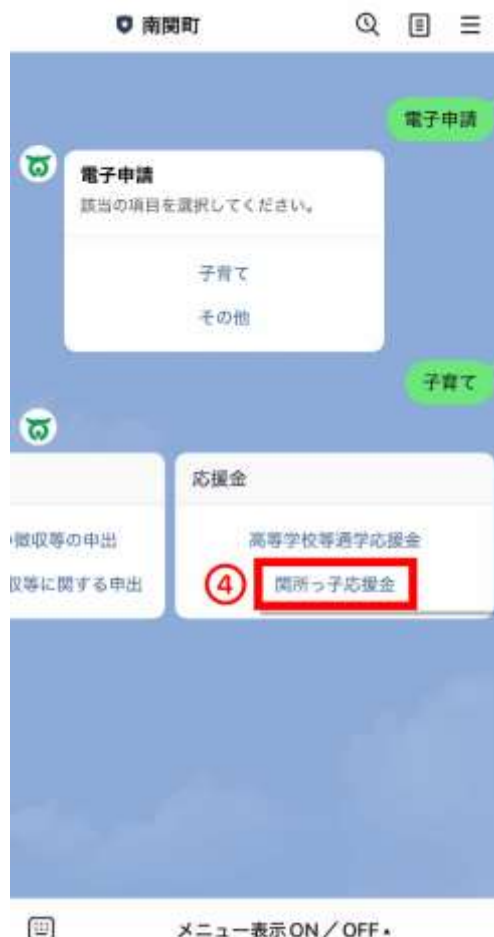 南関町
電子申請
電子申請
該当の項目を選択してください。
子育て
その他
子育て
応援金
徴収等の申出
高等学校等通学応援金
収等に関する申出
④
関所っ子応援金
メニュー表示ON/OFF▲